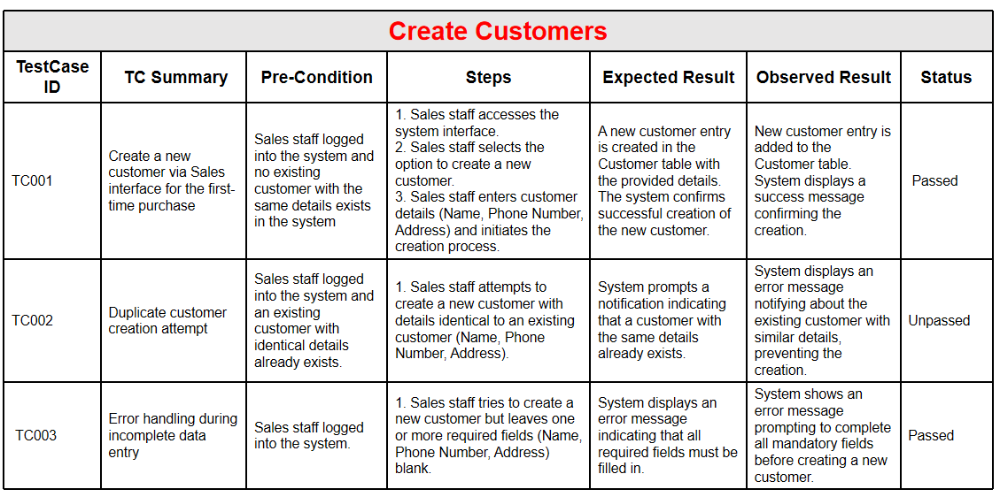 Create Customers
TestCase
ID
TC Summary
Pre-Condition
Steps
Expected Result
Observed Result
Status
TC001
Create a new
customer via Sales
interface for the first-
time purchase
Sales staff logged
into the system and
no existing
customer with the
same details exists
in the system
1. Sales staff accesses the
system interface.
2. Sales staff selects the
option to create a new
customer.
3. Sales staff enters customer
details (Name, Phone Number,
Address) and initiates the
creation process.
A new customer entry
is created in the
Customer table with
the provided details.
The system confirms
successful creation of
the new customer.
New customer entry is
added to the
Customer table.
System displays a
success message
confirming the
creation.
Passed
TC002
Duplicate customer
creation attempt
Sales staff logged
into the system and
an existing
customer with
identical details
already exists.
1. Sales staff attempts to
create a new customer with
details identical to an existing
customer (Name, Phone
Number, Address).
System prompts a
notification indicating
that a customer with
the same details
already exists.
System displays an
error message
notifying about the
existing customer with
similar details,
preventing the
creation.
Unpassed
TC003
Error handling during
incomplete data
entry
Sales staff logged
into the system.
1. Sales staff tries to create a
new customer but leaves one
or more required fields (Name,
Phone Number, Address)
blank.
System displays an
error message
indicating that all
required fields must be
filled in.
System shows an
error message
prompting to complete
all mandatory fields
before creating a new
customer.
Passed